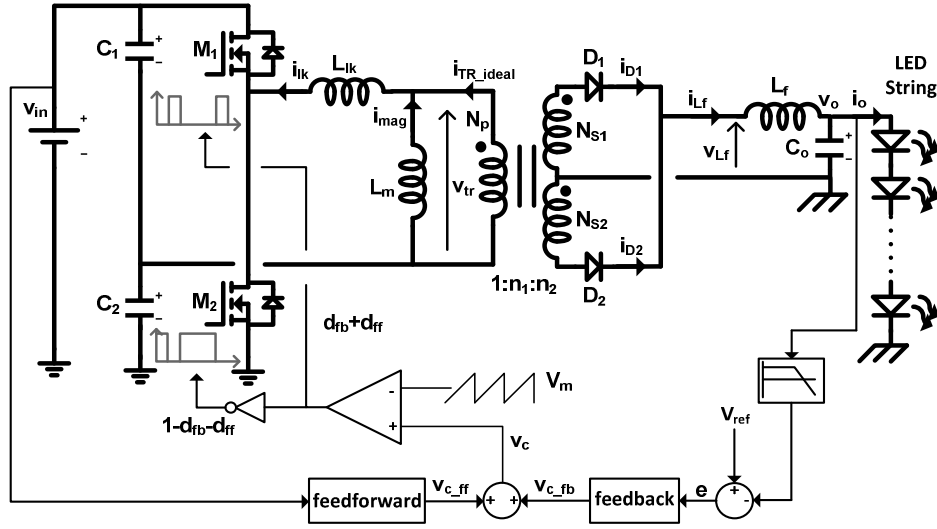 C1
+
-
M1
Llk
ilk
iTR_ideal
vin
+
-
imag
Np
Lm
vtr
D1
iD1
NS1
NS2
iD2
D2
1:n1:n2
iLf
Lf
vo
io
vLf
Co
+
-
LED
String
C2
+
-
M2
dfb+dff
1-dfb-dff
-
+
Vm
vc
Vref
feedforward
vc_ff
+
+
vc_fb
feedback
e
+
-